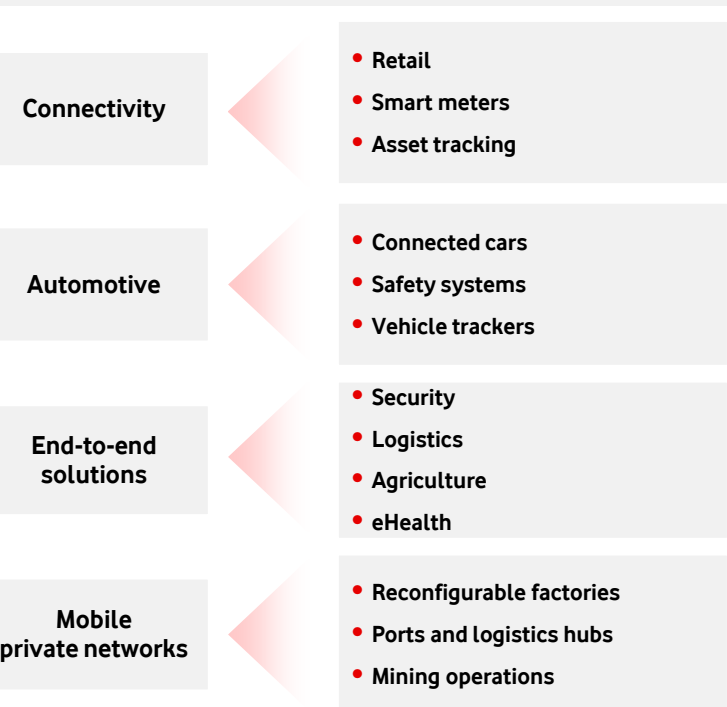 Connectivity
• Retail
• Smart meters
• Asset tracking
Automotive
• Connected cars
• Safety systems
• Vehicle trackers
End-to-end
solutions
• Security
• Logistics
• Agriculture
• eHealth
Mobile
private networks
• Reconfigurable factories
• Ports and logistics hubs
• Mining operations